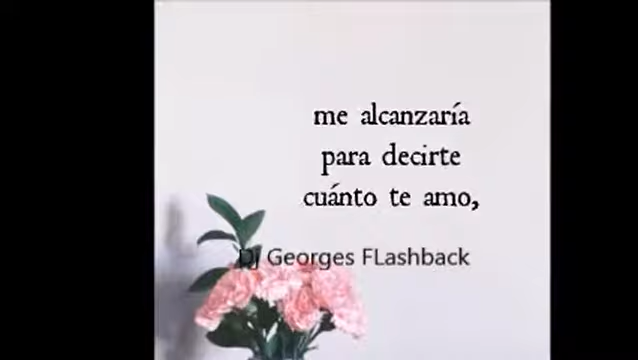 me alcanzaría
para decirte
cuánto te amo,
Dj Georges FLashback